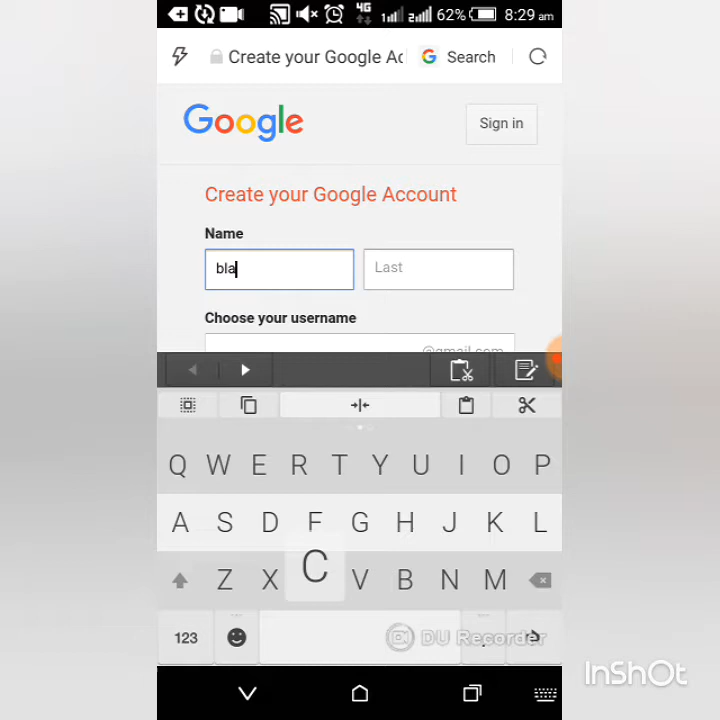 4G 62% 8:29 am
Create your Google Ac Search
Google Sign in
Create your Google Account
Name
bla Last
Choose your username
@gmail.com
Q W E R T Y U I O P
A S D F G H J K L
Z X C V B N M
123 DU Recorder
InShOt